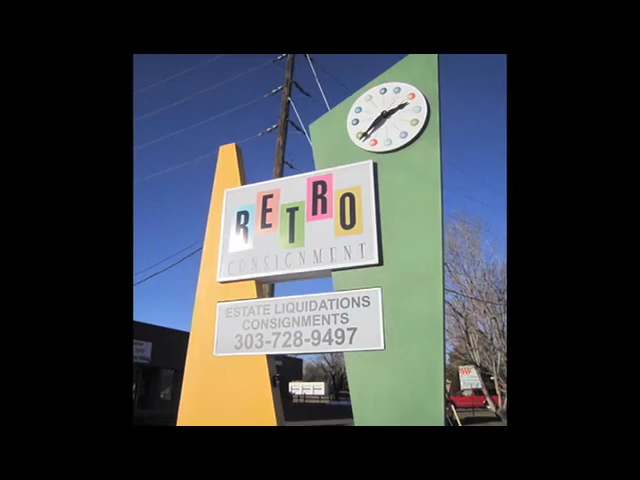 RETRO
CONSIGNMENT
ESTATE LIQUIDATIONS
CONSIGNMENTS
303-728-9497